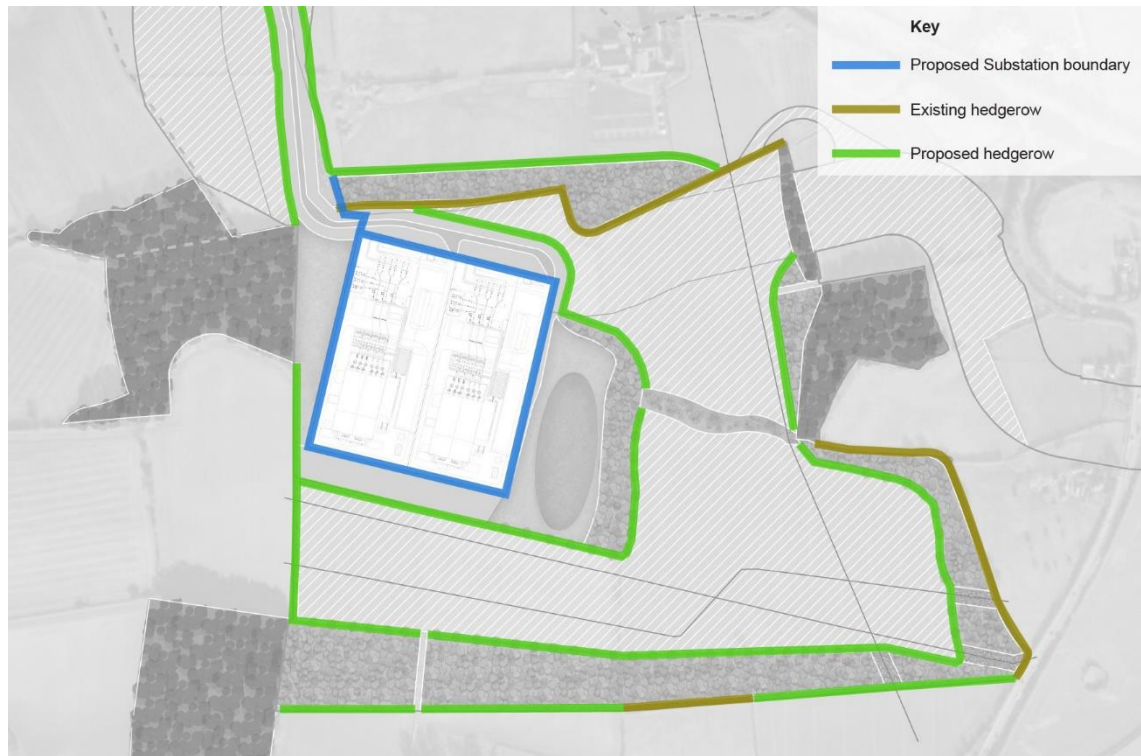 Key
Proposed Substation boundary
Existing hedgerow
Proposed hedgerow